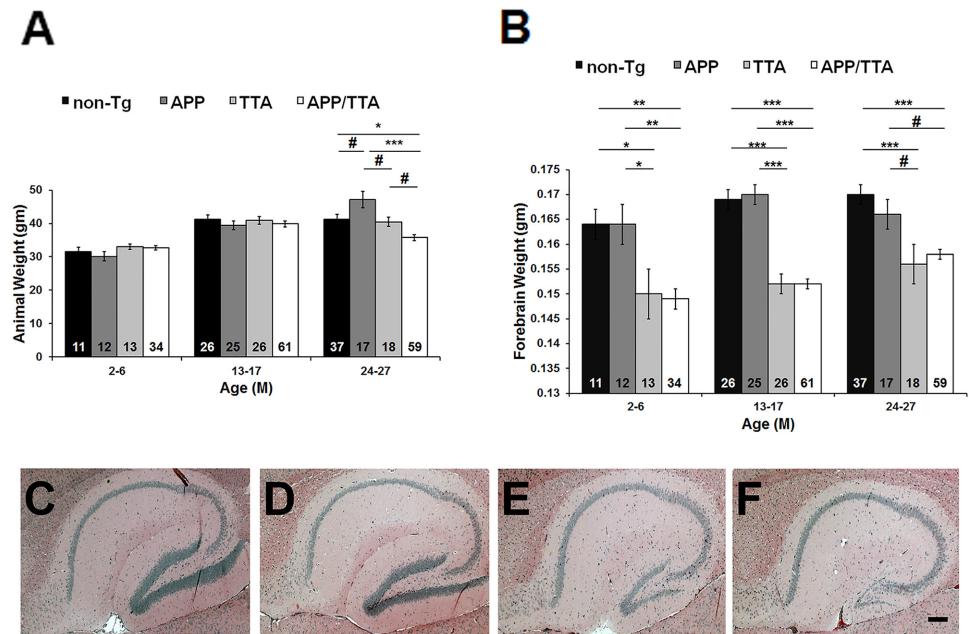 A
■ non-Tg ■ APP ■ TTA □ APP/TTA
*
# ***
#
#
Animal Weight (gm)
50
40
30
20
10
0
11 12 13 34 26 25 26 61 37 17 18 59
2-6 13-17 24-27
Age (M)
B
■ non-Tg ■ APP ■ TTA □ APP/TTA
** *** ***
** *** #
* *** ***
* *** #
Forebrain Weight (gm)
0.175
0.17
0.165
0.16
0.155
0.15
0.145
0.14
0.135
0.13
11 12 13 34 26 25 26 61 37 17 18 59
2-6 13-17 24-27
Age (M)
C D E F